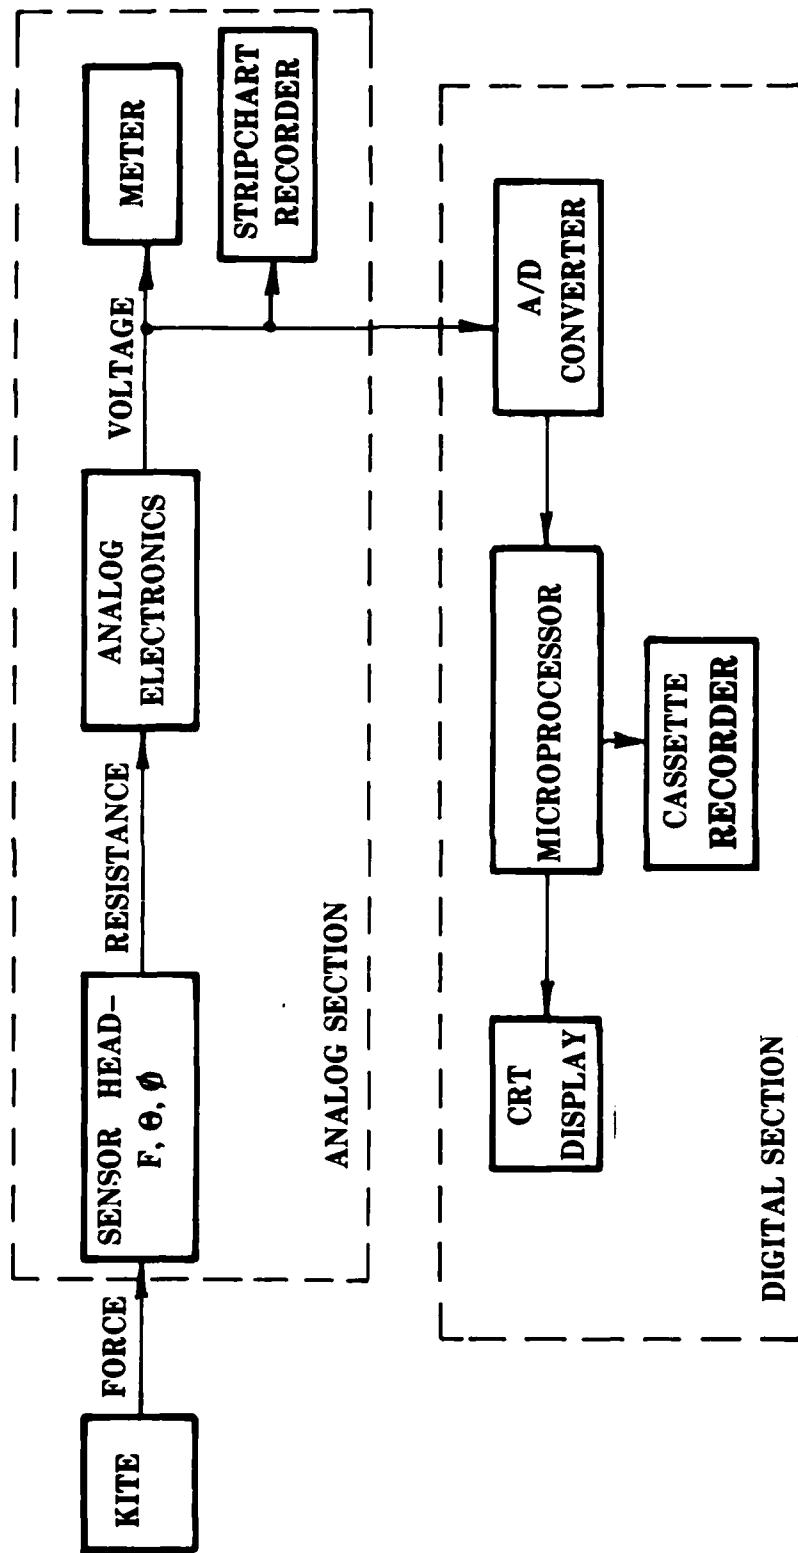 KITE
FORCE
SENSOR HEAD-
F, θ, ϕ
RESISTANCE
ANALOG
ELECTRONICS
VOLTAGE
METER
STRIPCHART
RECORDER
ANALOG SECTION
CRT
DISPLAY
MICROPROCESSOR
A/D
CONVERTER
CASSETTE
RECORDER
DIGITAL SECTION